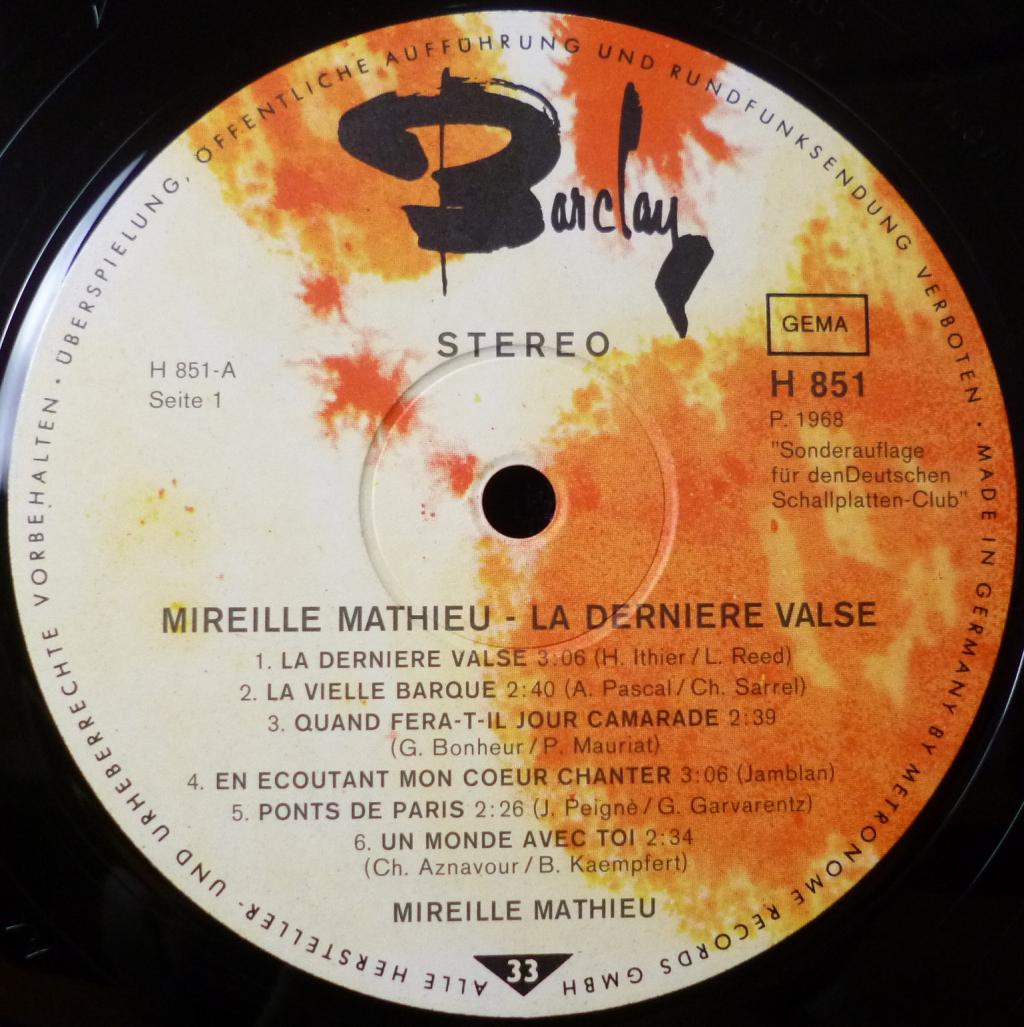 ALLE HERSTELLER- UND URHEBERRECHTE VORBEHALTEN · ÜBERSPIELUNG, ÖFFENTLICHE AUFFÜHRUNG UND RUNDFUNKSENDUNG VERBOTEN · MADE IN GERMANY BY METRONOME RECORDS GMBH
Barclay
STEREO
GEMA
H 851-A
Seite 1
H 851
P. 1968
"Sonderauflage
für denDeutschen
Schallplatten-Club"
MIREILLE MATHIEU - LA DERNIERE VALSE
1. LA DERNIERE VALSE 3:06 (H. Ithier / L. Reed)
2. LA VIELLE BARQUE 2:40 (A. Pascal / Ch. Sarrel)
3. QUAND FERA-T-IL JOUR CAMARADE 2:39
(G. Bonheur / P. Mauriat)
4. EN ECOUTANT MON COEUR CHANTER 3:06 (Jamblan)
5. PONTS DE PARIS 2:26 (J. Peignè / G. Garvarentz)
6. UN MONDE AVEC TOI 2:34
(Ch. Aznavour / B. Kaempfert)
MIREILLE MATHIEU
33